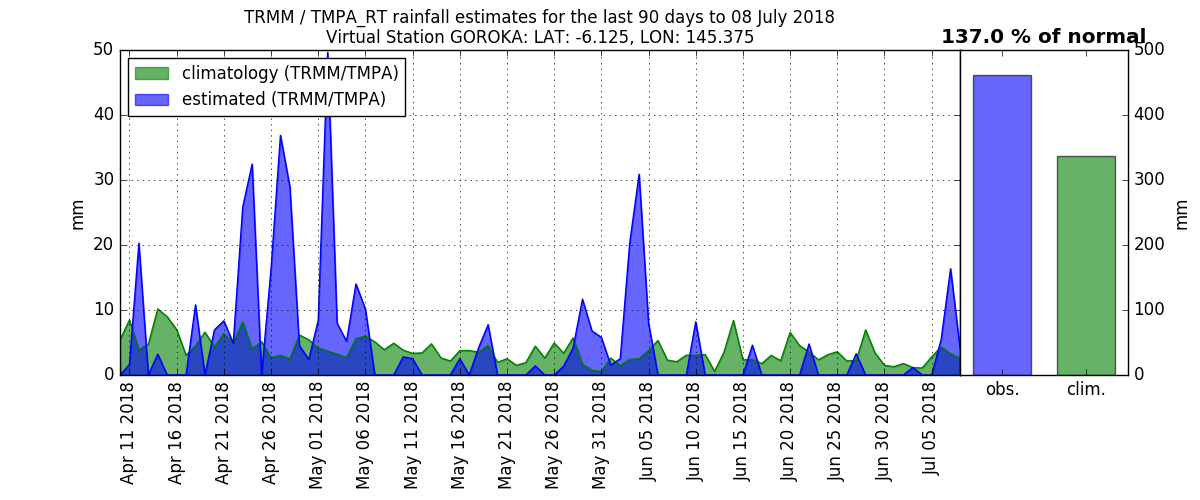 TRMM / TMPA_RT rainfall estimates for the last 90 days to 08 July 2018
Virtual Station GOROKA: LAT: -6.125, LON: 145.375
137.0 % of normal
climatology (TRMM/TMPA)
estimated (TRMM/TMPA)
50
40
30
20
10
0
mm
Apr 11 2018
Apr 16 2018
Apr 21 2018
Apr 26 2018
May 01 2018
May 06 2018
May 11 2018
May 16 2018
May 21 2018
May 26 2018
May 31 2018
Jun 05 2018
Jun 10 2018
Jun 15 2018
Jun 20 2018
Jun 25 2018
Jun 30 2018
Jul 05 2018
obs.
clim.
500
400
300
200
100
0
mm